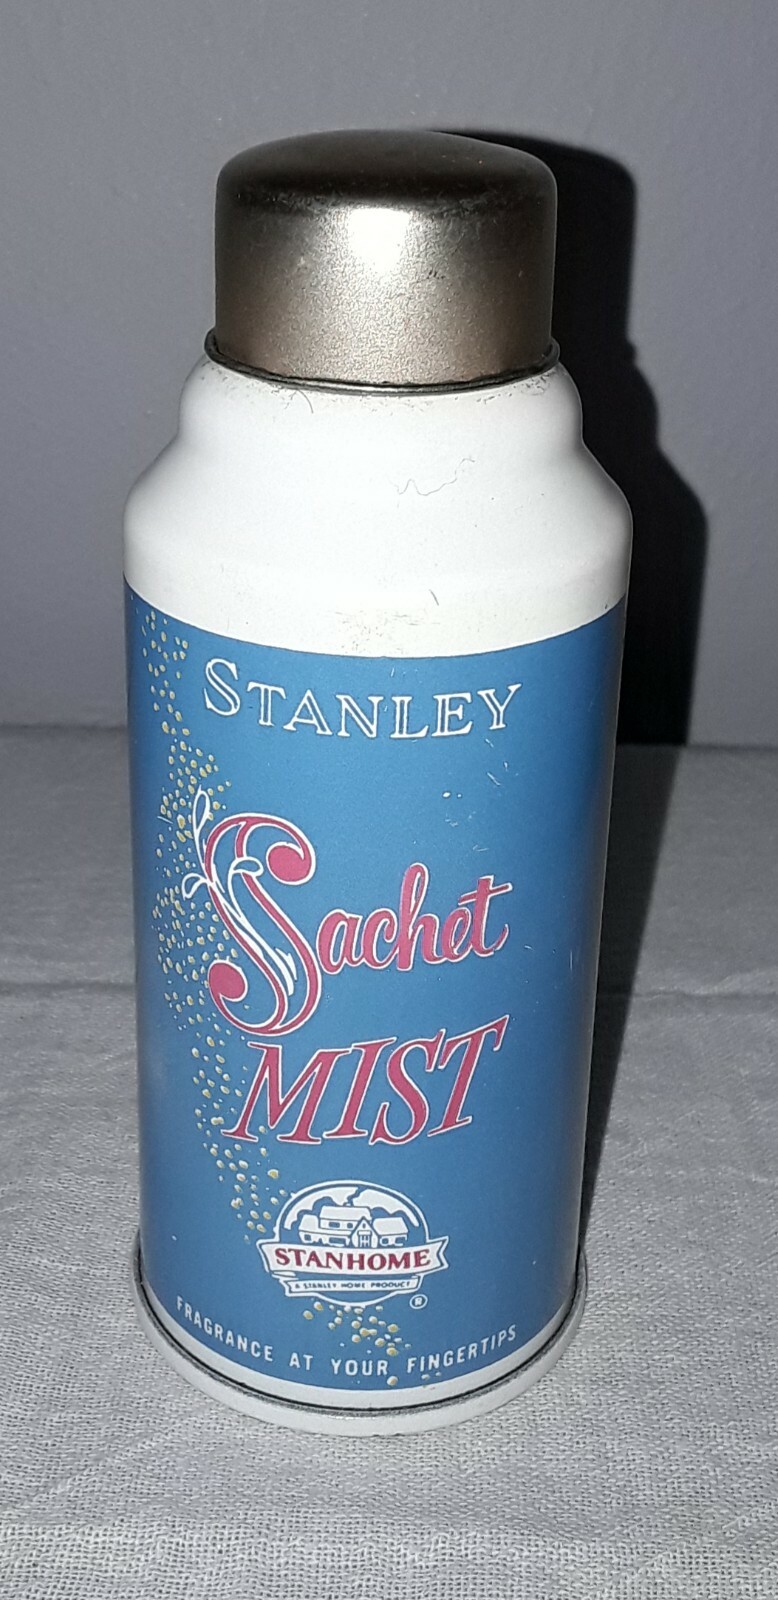 STANLEY
Sachet
MIST
STANHOME
A STANLEY HOME PRODUCT
®
FRAGRANCE AT YOUR FINGERTIPS